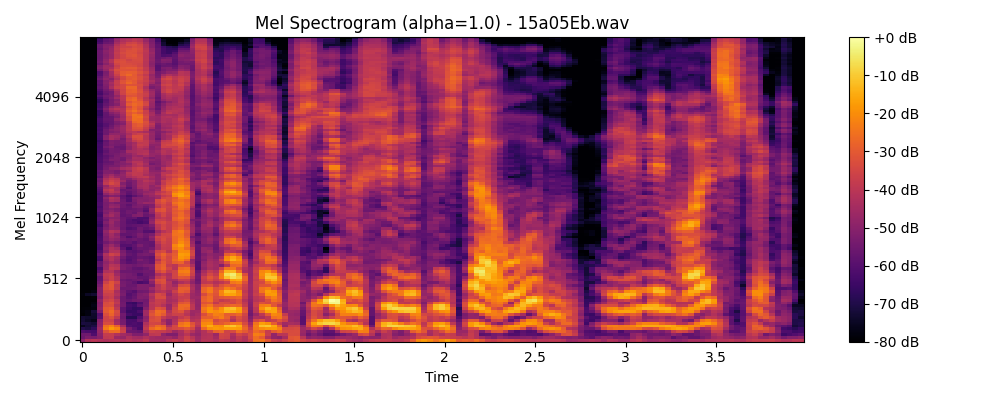 Mel Spectrogram (alpha=1.0) - 15a05Eb.wav
Mel Frequency
4096
2048
1024
512
0
0
0.5
1
1.5
2
2.5
3
3.5
Time
+0 dB
-10 dB
-20 dB
-30 dB
-40 dB
-50 dB
-60 dB
-70 dB
-80 dB